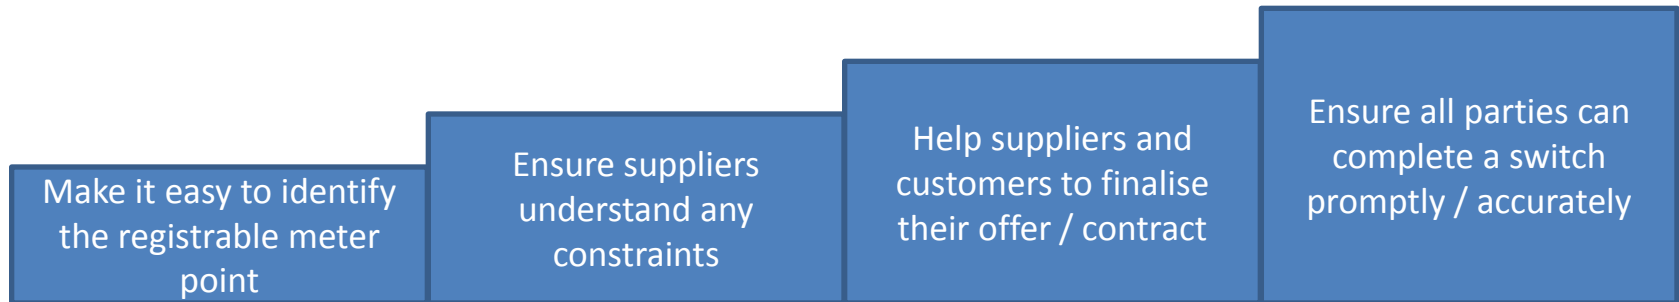 Make it easy to identify
the registrable meter
point
Ensure suppliers
understand any
constraints
Help suppliers and
customers to finalise
their offer / contract
Ensure all parties can
complete a switch
promptly / accurately